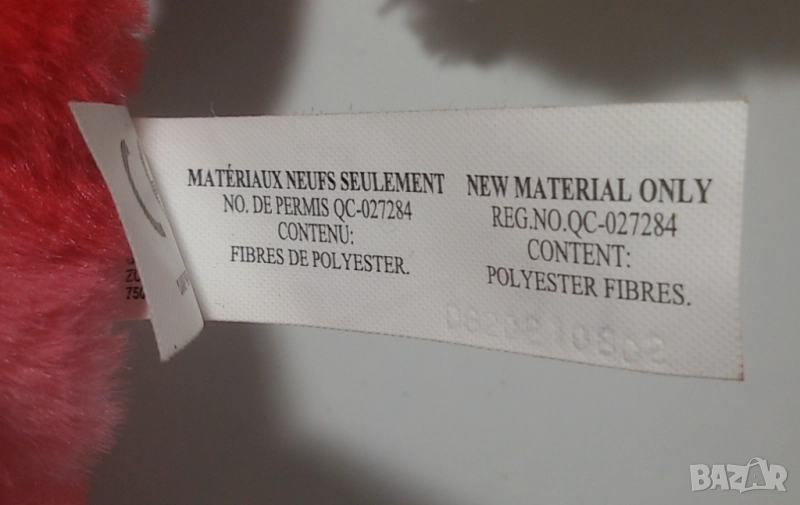 MATÉRIAUX NEUFS SEULEMENT
NO. DE PERMIS QC-027284
CONTENU:
FIBRES DE POLYESTER.
NEW MATERIAL ONLY
REG.NO.QC-027284
CONTENT:
POLYESTER FIBRES.
BAZAR